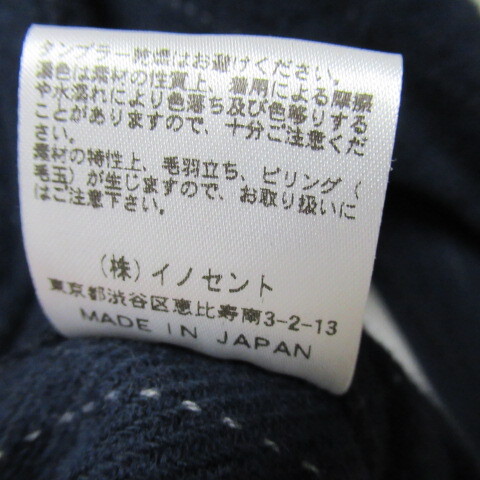 タンブラー乾燥はお避けください。
濃色は素材の性質上、着用による摩擦
や水濡れにより色落ち及び色移りする
ことがありますので、十分ご注意くだ
さい。
素材の特性上、毛羽立ち、ピリング（
毛玉）が生じますので、お取り扱いに
はご注意下さい。
（株）イノセント
東京都渋谷区恵比寿南3-2-13
MADE IN JAPAN